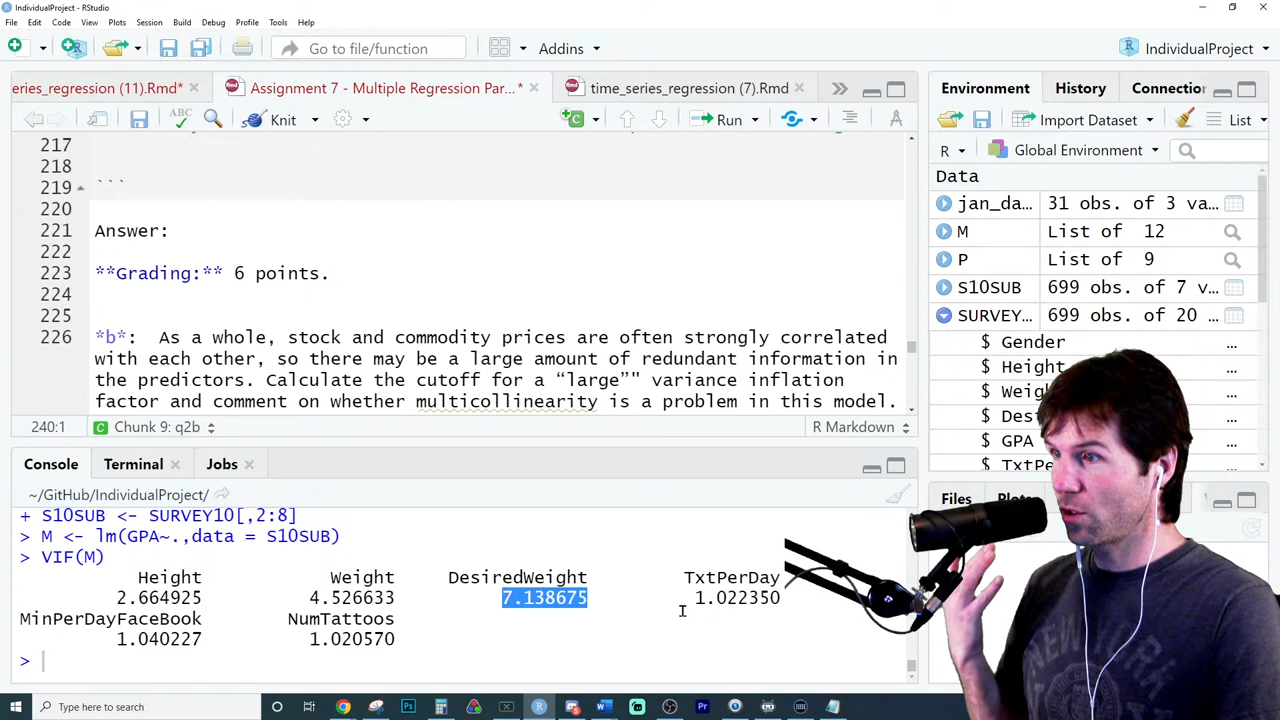 IndividualProject - RStudio
File Edit Code View Plots Session Build Debug Profile Tools Help
Go to file/function Addins IndividualProject
eries_regression (11).Rmd* Assignment 7 - Multiple Regression Par...* time_series_regression (7).Rmd
ABC Knit Run
217
218
219 ```
220
221 Answer:
222
223 **Grading:** 6 points.
224
225
226 *b*: As a whole, stock and commodity prices are often strongly correlated
with each other, so there may be a large amount of redundant information in
the predictors. Calculate the cutoff for a “large”" variance inflation
factor and comment on whether multicollinearity is a problem in this model.
240:1 Chunk 9: q2b R Markdown
Console Terminal Jobs
~/GitHub/IndividualProject/
+ S10SUB <- SURVEY10[,2:8]
> M <- lm(GPA~.,data = S10SUB)
> VIF(M)
Height Weight DesiredWeight TxtPerDay
2.664925 4.526633 7.138675 1.022350
MinPerDayFaceBook NumTattoos
1.040227 1.020570
>
Environment History Connectio
Import Dataset List
R Global Environment
Data
jan_da... 31 obs. of 3 va...
M List of 12
P List of 9
S10SUB 699 obs. of 7 v...
SURVEY... 699 obs. of 20 ...
$ Gender ...
$ Height ...
$ Weig ...
$ Des ...
$ GPA ...
$ TxtPe ...
Files Plots
Type here to search